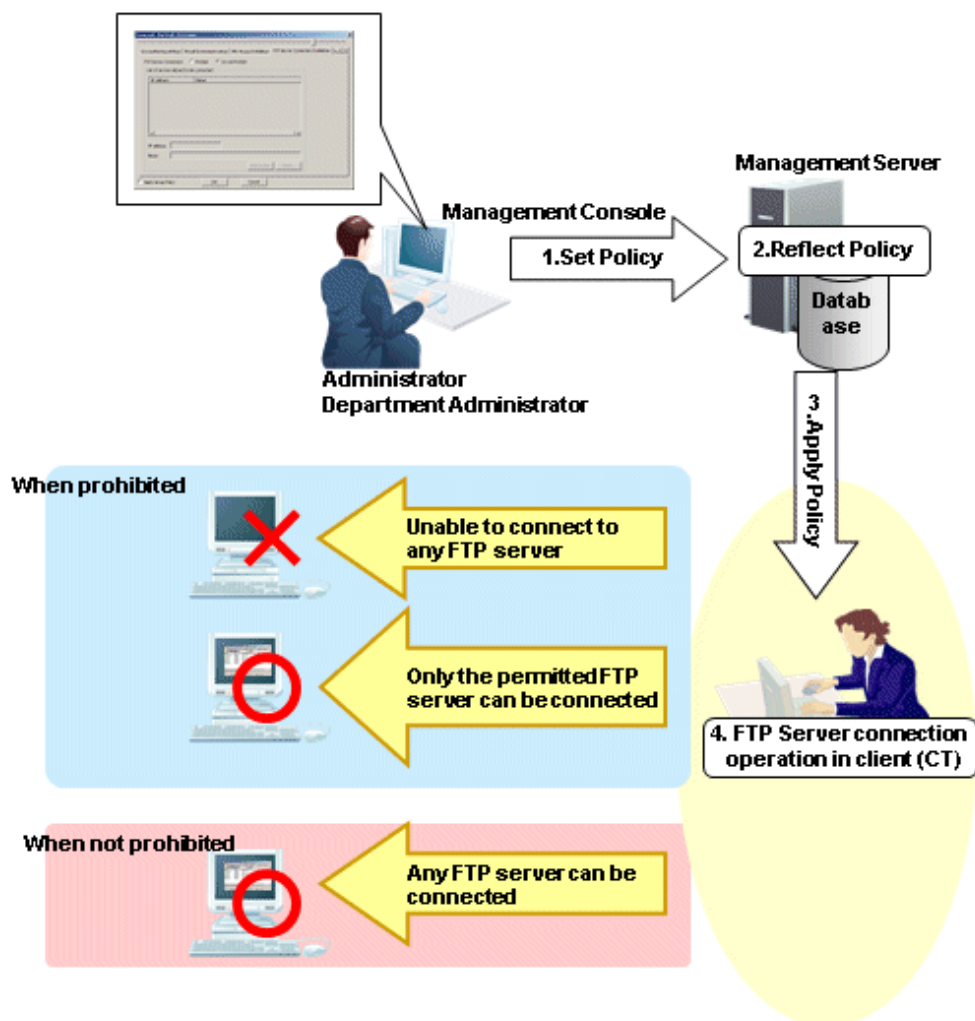 Management Server
Management Console
1.Set Policy
2.Reflect Policy
Datab
ase
Administrator
Department Administrator
3.Apply Policy
When prohibited
Unable to connect to
any FTP server
Only the permitted FTP
server can be connected
4. FTP Server connection
operation in client (CT)
When not prohibited
Any FTP server can be
connected